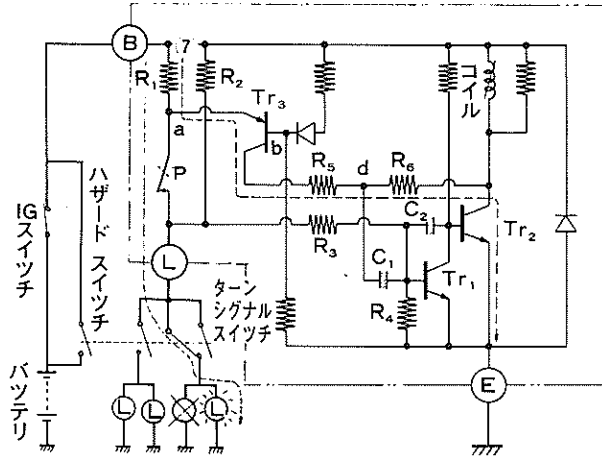 B
7
R₁
R₂
Tr₃
コイル
a
b
P
R₅
d
R₆
C₂
Tr₂
R₃
C₁
Tr₁
R₄
IGスイッチ
ハザードスイッチ
L
ターン
シグナル
スイッチ
バッテリ
E
L
L
L